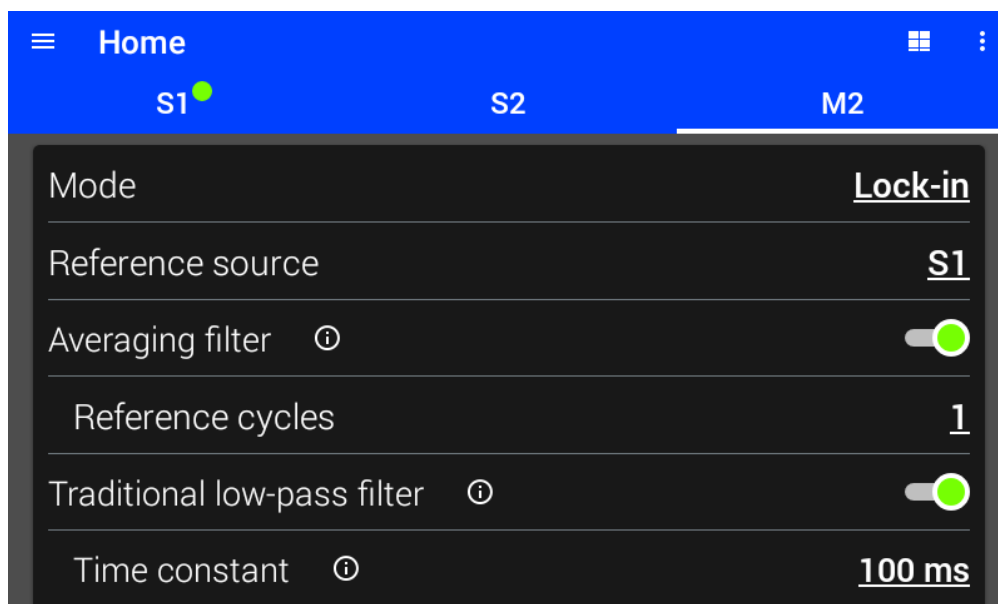 Home
S1 S2 M2
Mode Lock-in
Reference source S1
Averaging filter
Reference cycles 1
Traditional low-pass filter
Time constant 100 ms